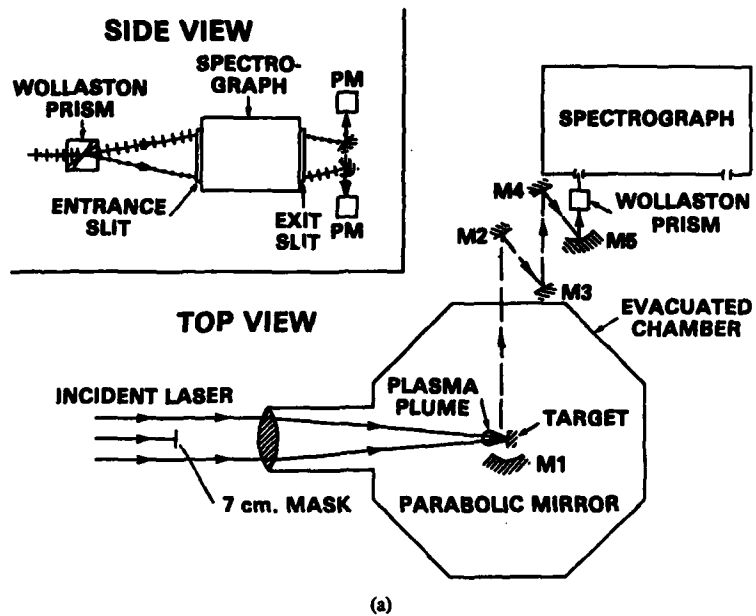 SIDE VIEW
WOLLASTON
PRISM
SPECTRO-
GRAPH
PM
ENTRANCE
SLIT
EXIT
SLIT
PM
SPECTROGRAPH
M4
WOLLASTON
PRISM
M2
M5
M3
TOP VIEW
EVACUATED
CHAMBER
INCIDENT LASER
PLASMA
PLUME
TARGET
M1
7 cm. MASK
PARABOLIC MIRROR
(a)